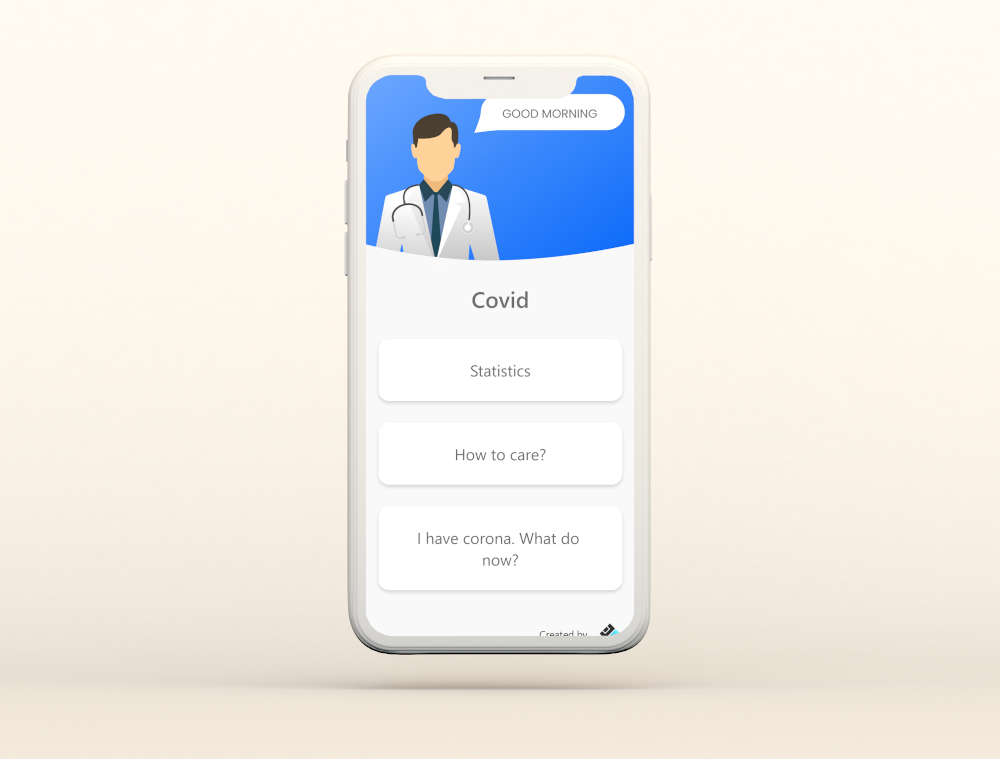 GOOD MORNING
Covid
Statistics
How to care?
I have corona. What do
now?
Created by